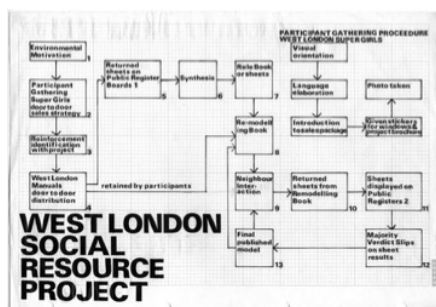 PARTICIPANT GATHERING PROCEEDURE
WEST LONDON SUPER GIRLS
Environmental
Motivation
1
Participant
Gathering
Super Girls
door to door
sales strategy
2
Reinforcement
identification
with project
3
West London
Manuals
door to door
distribution
4
Returned
sheets on
Public Register
Boards 1
5
Synthesis
6
Rule Book
or sheets
7
Re-modell
ing Book
8
retained by participants
Neighbour
Inter-
action
9
Returned
sheets from
Remodelling
Book
10
Sheets
displayed on
Public
Registers 2
11
Majority
Verdict Slips
on sheet
results
12
Final
published
model
13
Visual
orientation
Language
elaboration
Introduction
to sales package
Given stickers
for windows &
project brochure
Photo taken
WEST LONDON
SOCIAL
RESOURCE
PROJECT